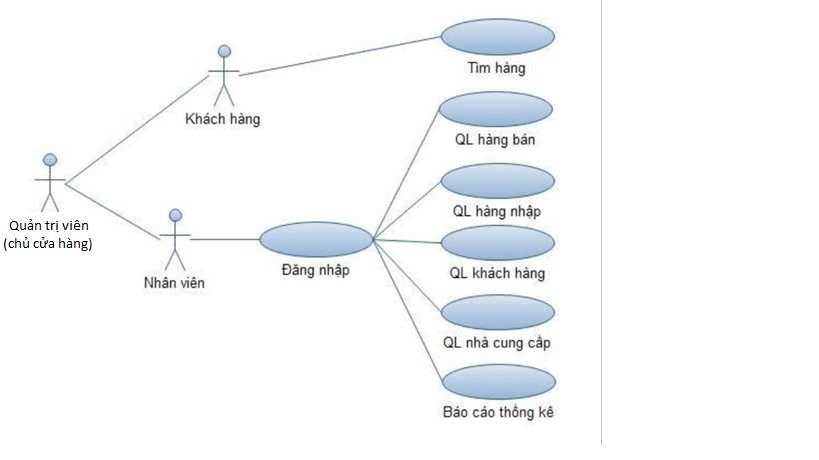 Tìm hàng
Khách hàng
QL hàng bán
Quản trị viên
(chủ cửa hàng)
QL hàng nhập
Nhân viên
Đăng nhập
QL khách hàng
QL nhà cung cấp
Báo cáo thống kê